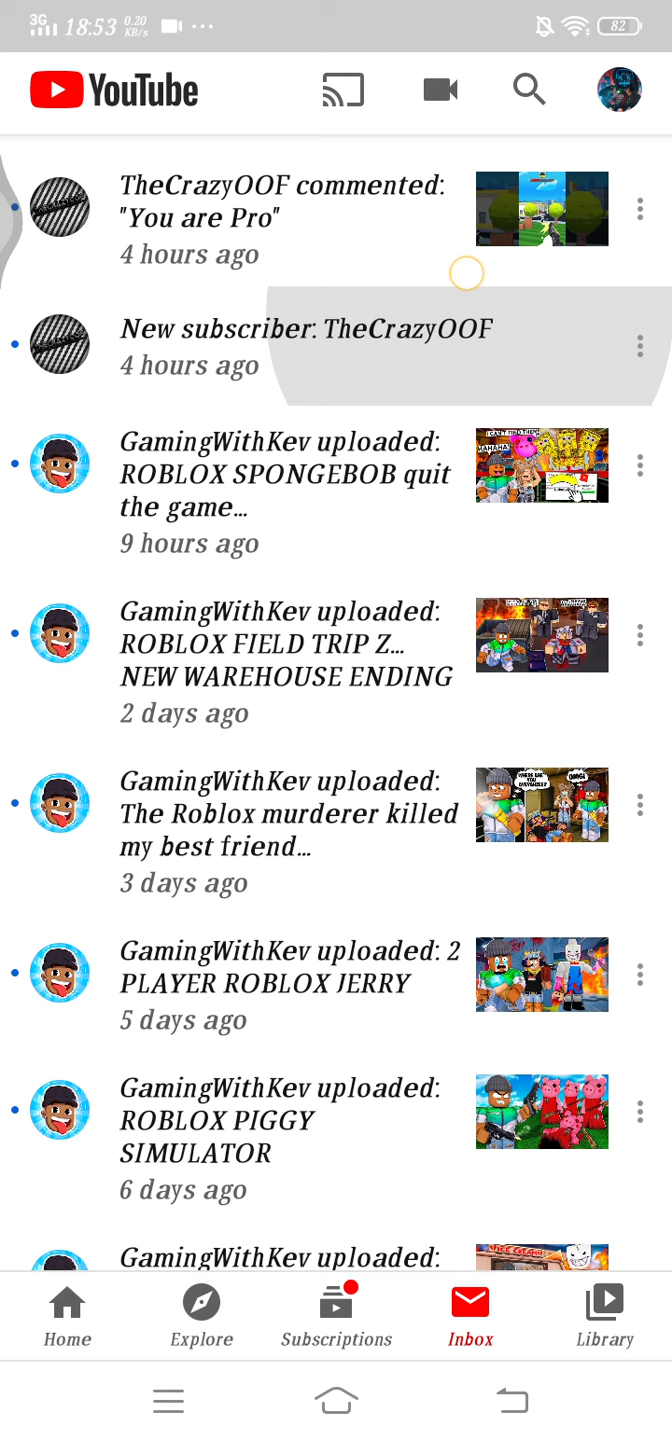 3G 18:53 0.20 KB/s 82
YouTube
TheCrazyOOF commented:
"You are Pro"
4 hours ago
New subscriber: TheCrazyOOF
4 hours ago
GamingWithKev uploaded:
ROBLOX SPONGEBOB quit
the game...
9 hours ago
GamingWithKev uploaded:
ROBLOX FIELD TRIP Z...
NEW WAREHOUSE ENDING
2 days ago
GamingWithKev uploaded:
The Roblox murderer killed
my best friend...
3 days ago
GamingWithKev uploaded: 2
PLAYER ROBLOX JERRY
5 days ago
GamingWithKev uploaded:
ROBLOX PIGGY
SIMULATOR
6 days ago
GamingWithKev uploaded:
Home Explore Subscriptions Inbox Library